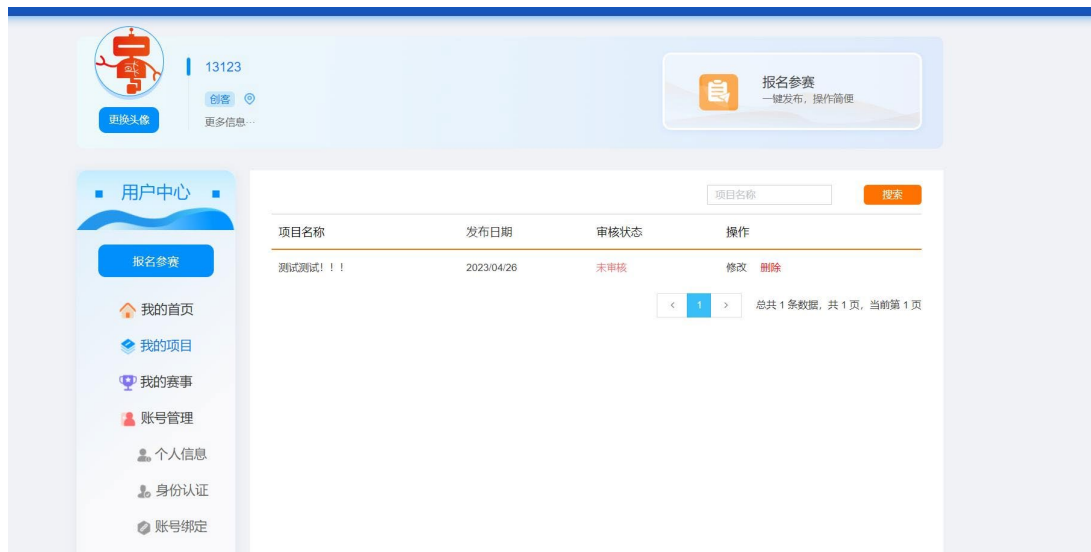 13123
创客
更换头像
更多信息…
报名参赛
一键发布，操作简便
用户中心
报名参赛
我的首页
我的项目
我的赛事
账号管理
个人信息
身份认证
账号绑定
项目名称 搜索
项目名称 发布日期 审核状态 操作
测试测试！！！ 2023/04/26 未审核 修改 删除
< 1 > 总共 1 条数据，共 1 页，当前第 1 页